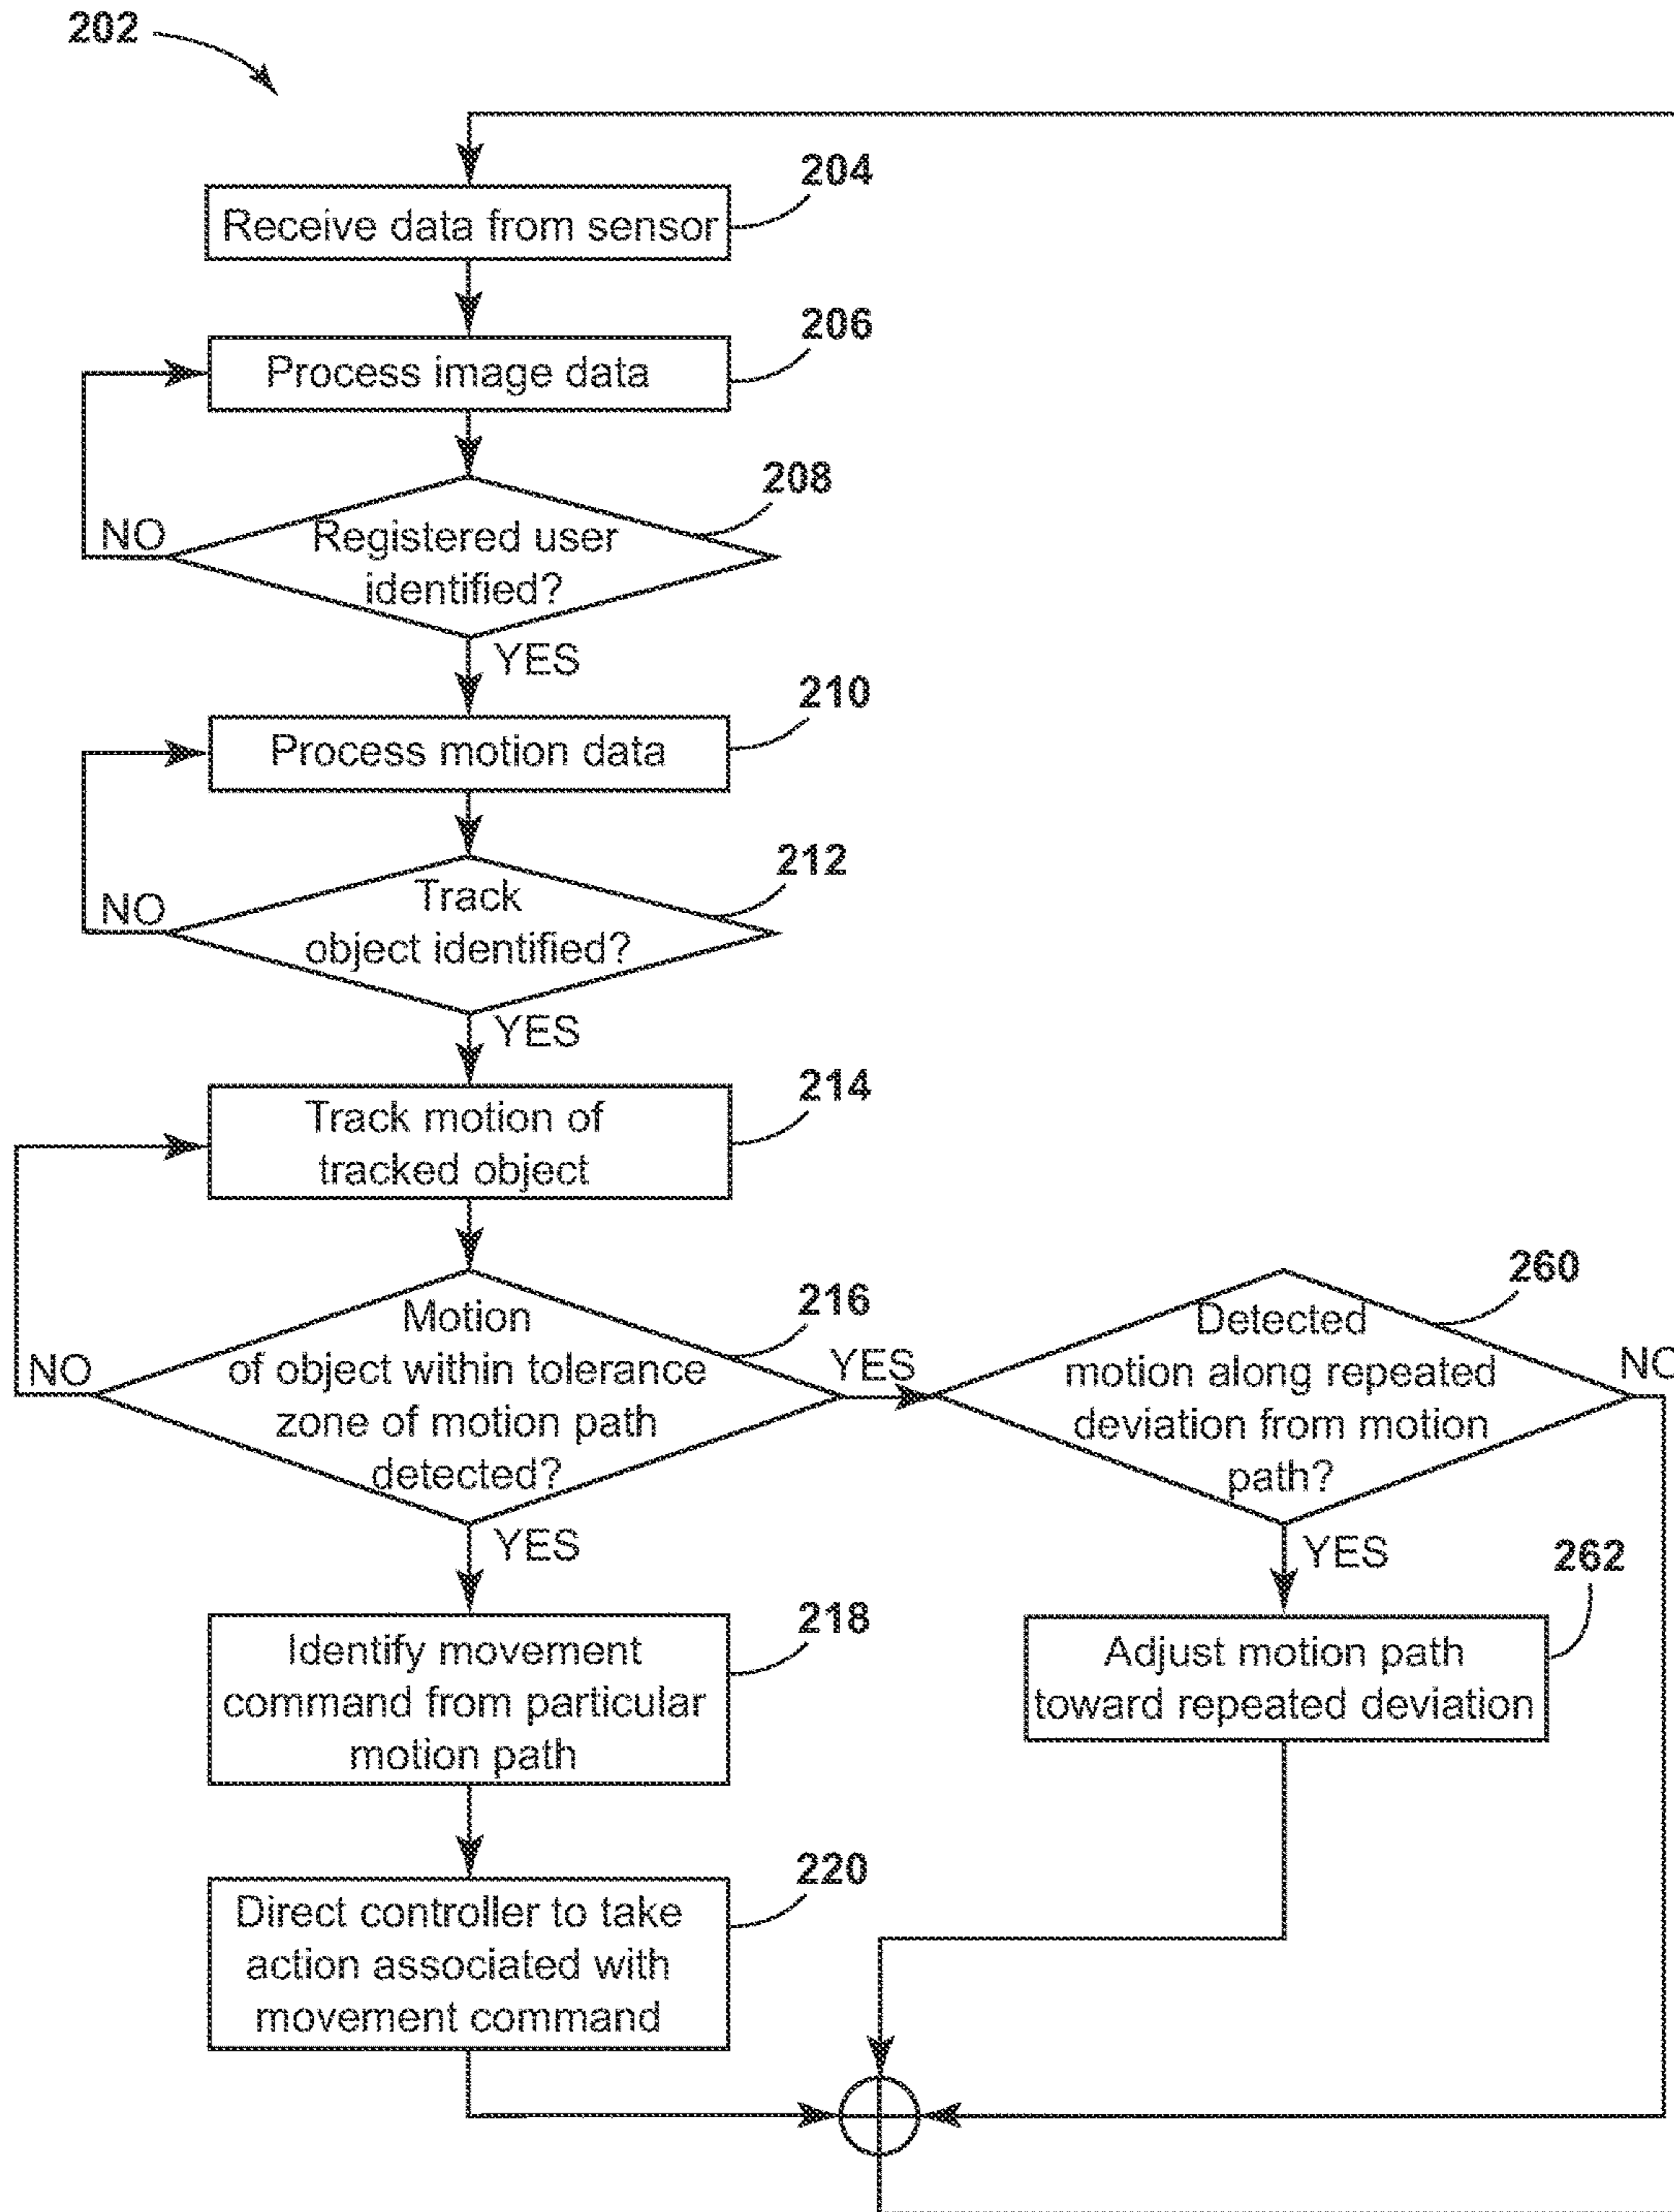 202
204
Receive data from sensor
206
Process image data
208
NO
Registered user
identified?
YES
210
Process motion data
212
NO
Track
object identified?
YES
214
Track motion of
tracked object
216
NO
Motion
of object within tolerance
zone of motion path
detected?
YES
260
Detected
motion along repeated
deviation from motion
path?
NO
YES
218
Identify movement
command from particular
motion path
YES
262
Adjust motion path
toward repeated deviation
220
Direct controller to take
action associated with
movement command